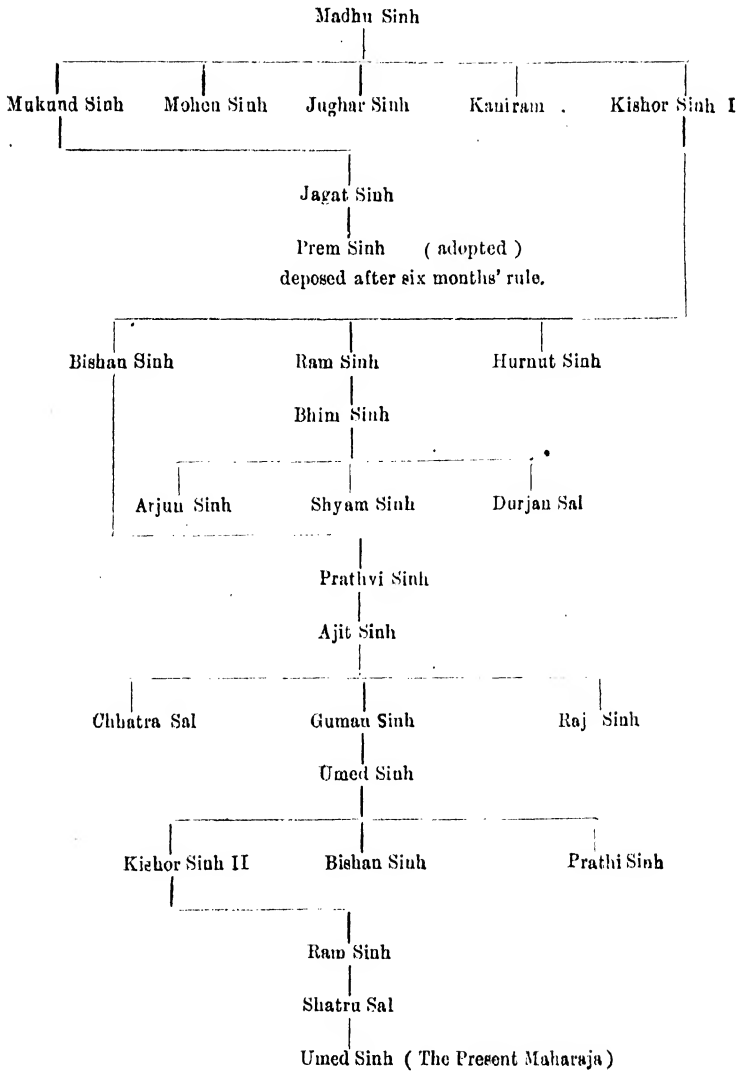 Madhu Sinh
Mukund Sinh Mohon Sinh Jughar Sinh Kaniram . Kishor Sinh I
Jagat Sinh
Prem Sinh ( adopted )
deposed after six months' rule.
Bishan Sinh Ram Sinh Hurnut Sinh
Bhim Sinh
Arjun Sinh Shyam Sinh Durjan Sal
Prathvi Sinh
Ajit Sinh
Chhatra Sal Guman Sinh Raj Sinh
Umed Sinh
Kishor Sinh II Bishan Sinh Prathi Sinh
Ram Sinh
Shatru Sal
Umed Sinh ( The Present Maharaja )